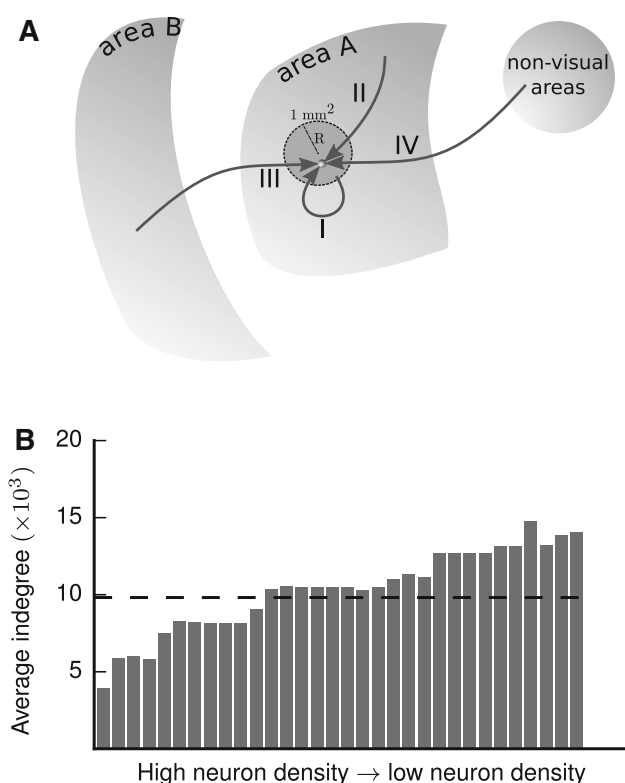 A
area B
area A
non-visual
areas
II
1 mm²
R
IV
III
I
B
20
15
10
5
Average indegree (×10³)
High neuron density → low neuron density